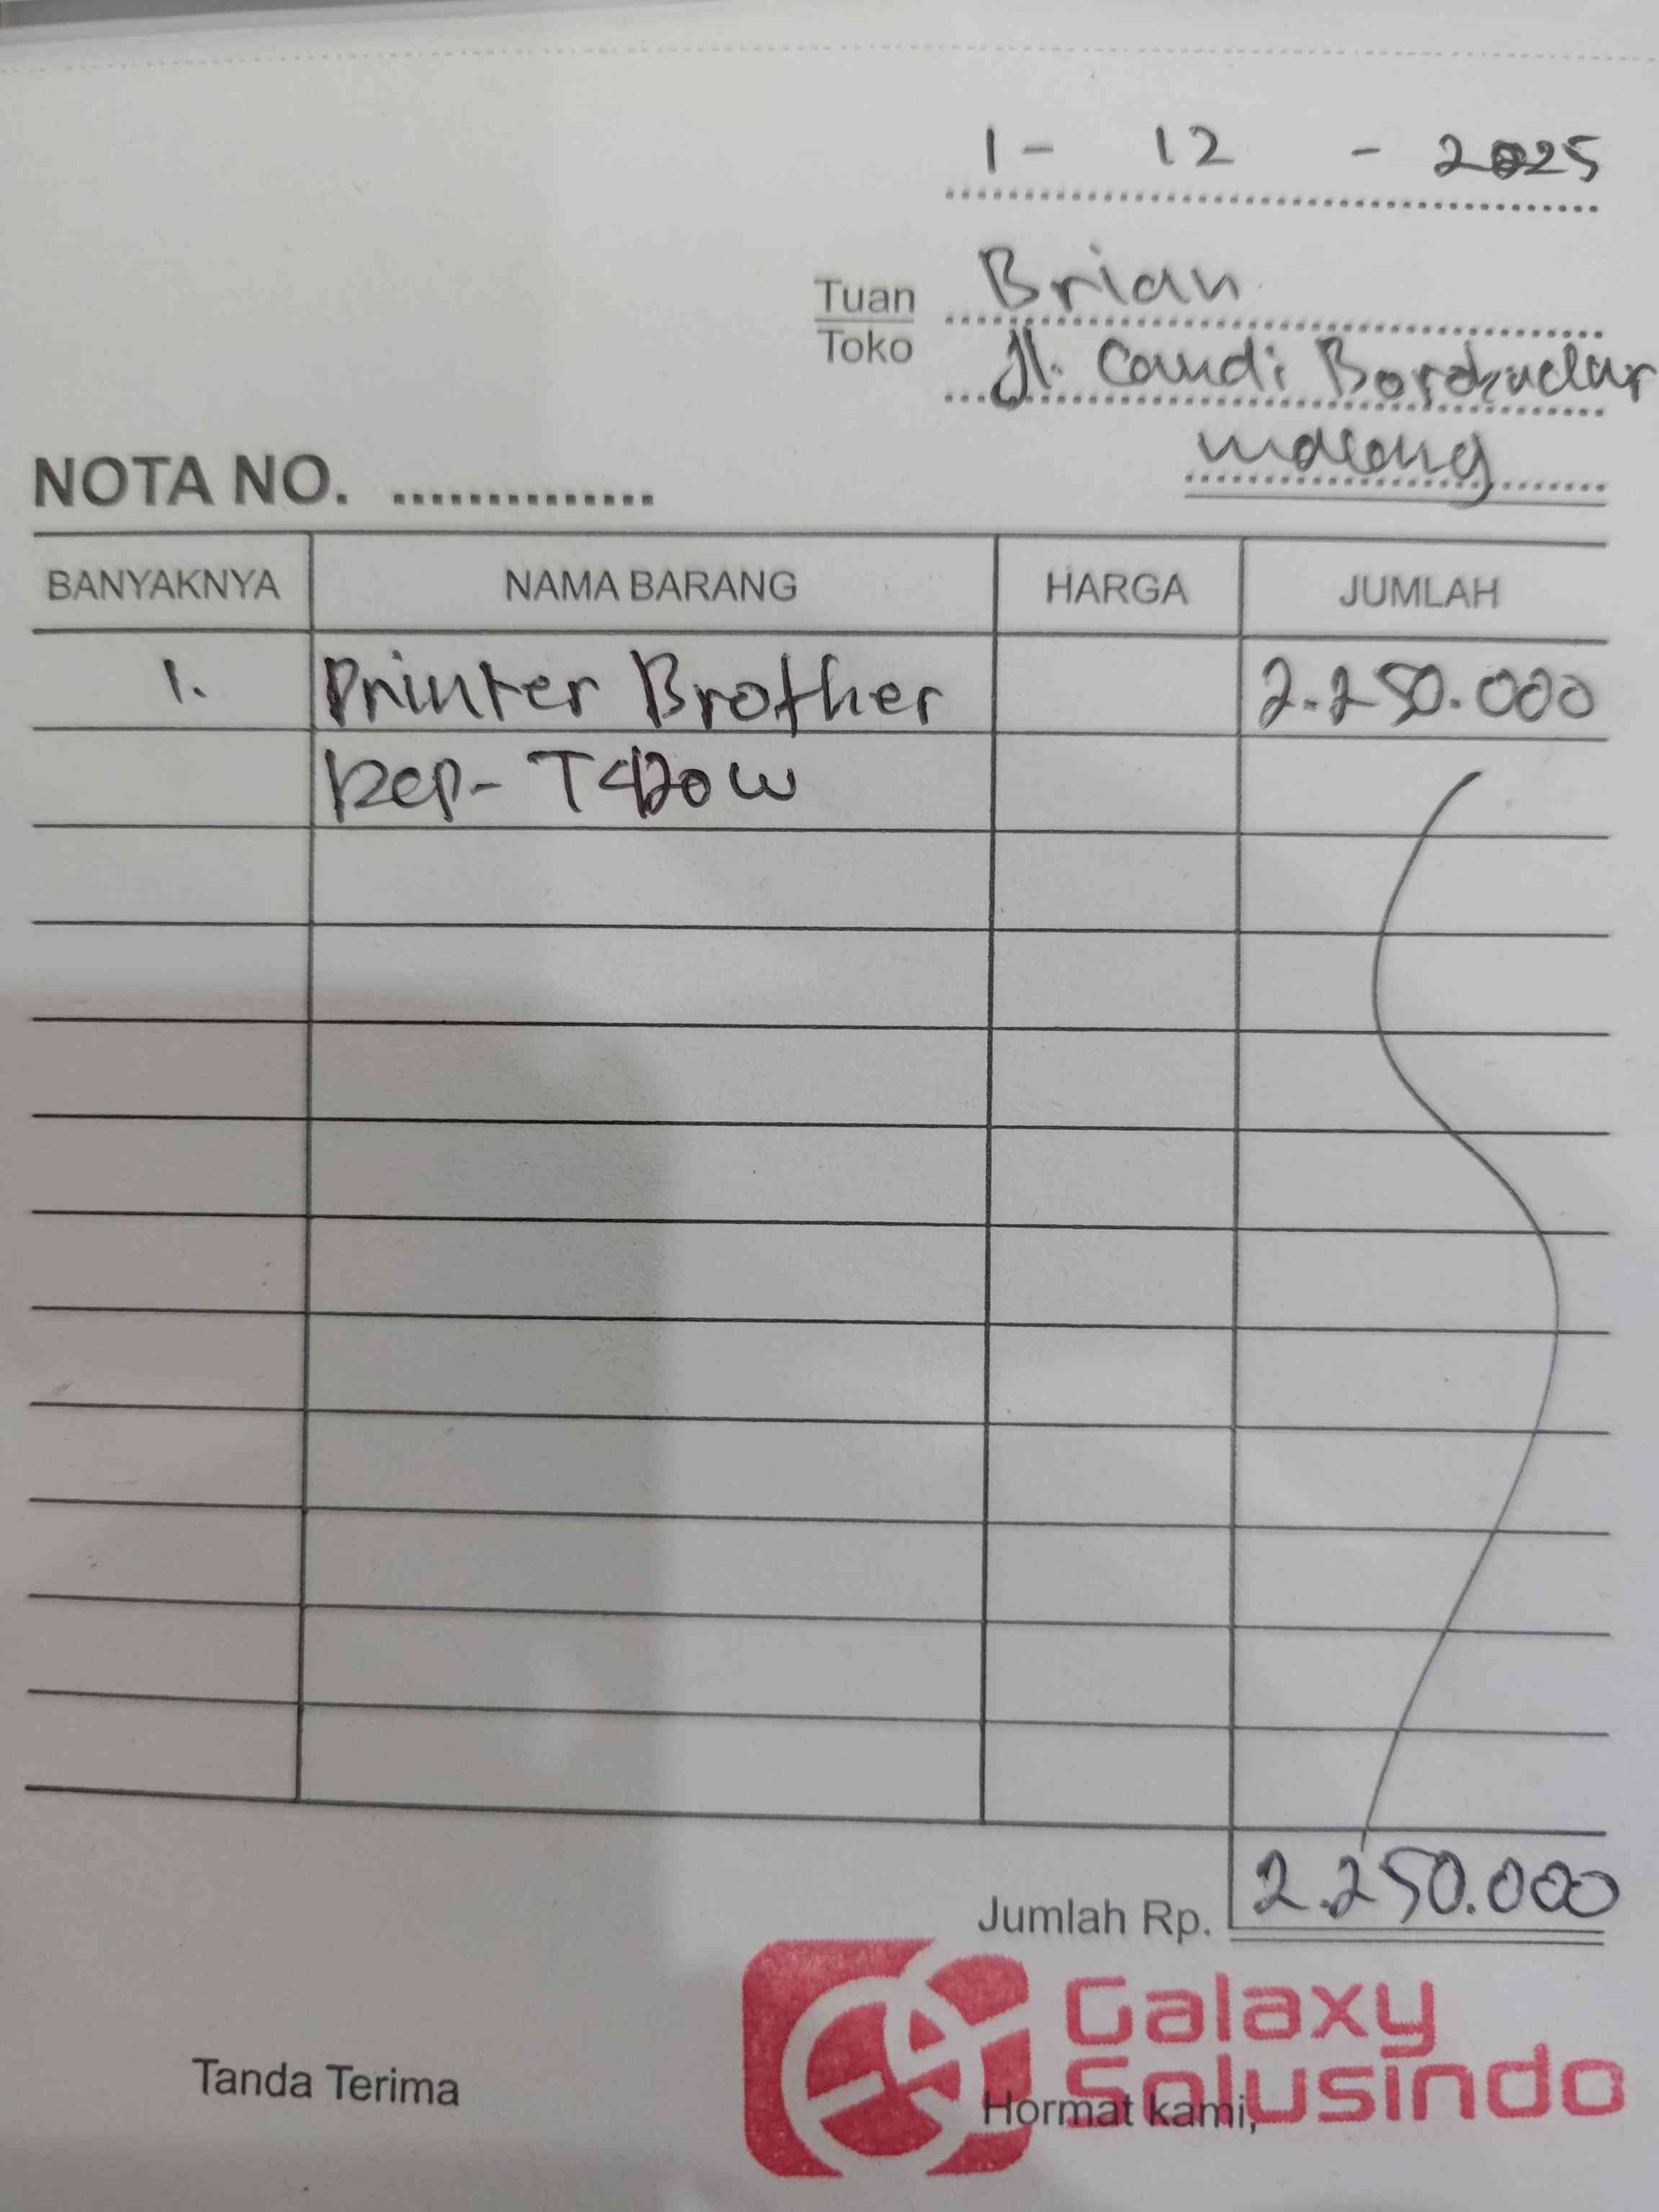 1 - 12 - 2025
Tuan Brian
Toko Jl. Candi Borobudur
malang
NOTA NO. ..............
BANYAKNYA NAMA BARANG HARGA JUMLAH
1. Printer Brother 2.250.000
DCP- T420W
Jumlah Rp. 2.250.000
Galaxy
Solusindo
Tanda Terima Hormat kami,